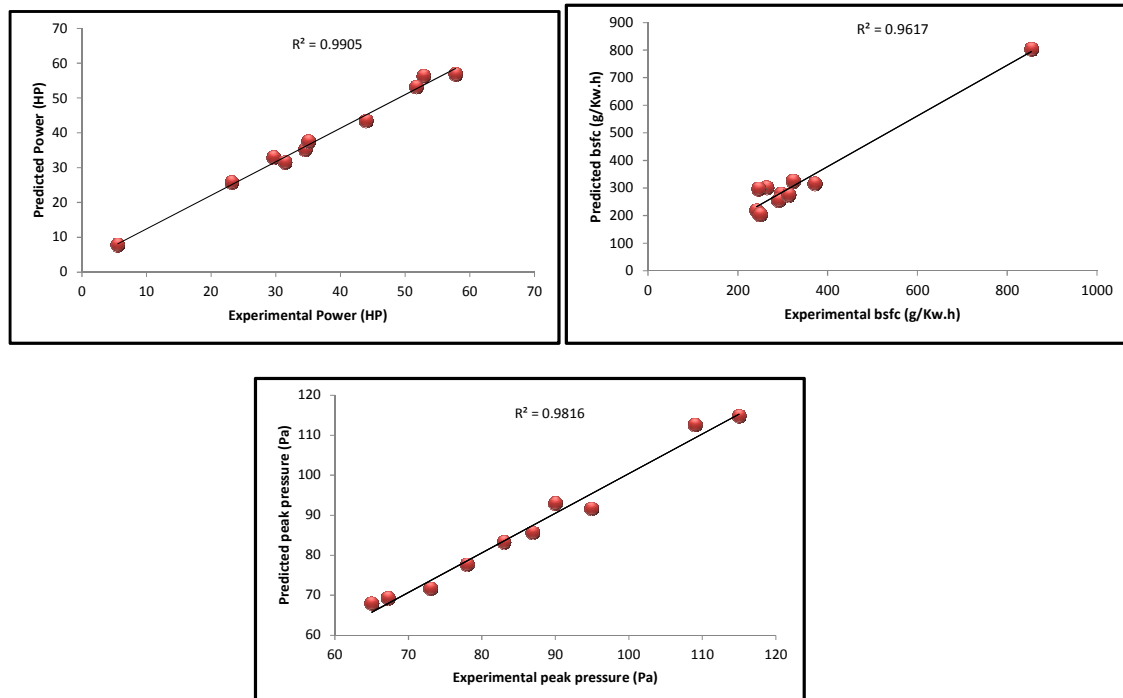 R² = 0.9905
70
60
50
40
30
20
10
0
Predicted Power (HP)
0 10 20 30 40 50 60 70
Experimental Power (HP)
R² = 0.9617
900
800
700
600
500
400
300
200
100
0
Predicted bsfc (g/Kw.h)
0 200 400 600 800 1000
Experimental bsfc (g/Kw.h)
R² = 0.9816
120
110
100
90
80
70
60
Predicted peak pressure (Pa)
60 70 80 90 100 110 120
Experimental peak pressure (Pa)